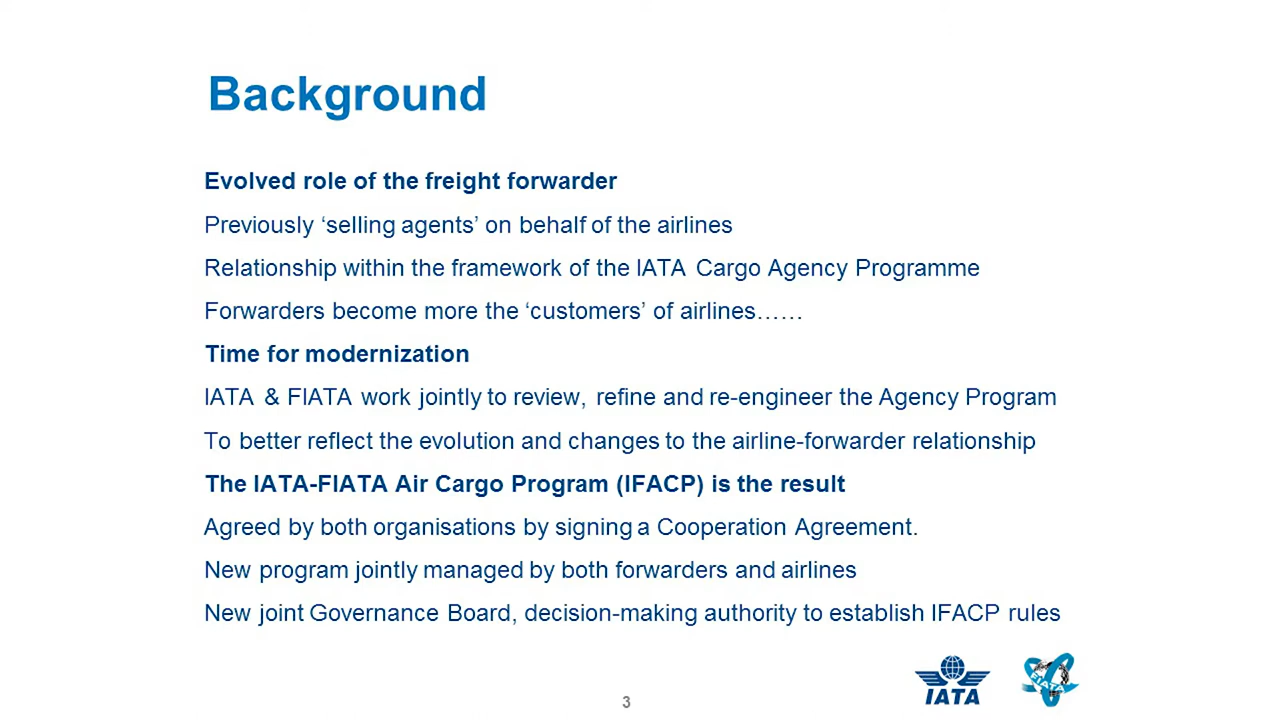 Background
Evolved role of the freight forwarder
Previously ‘selling agents’ on behalf of the airlines
Relationship within the framework of the IATA Cargo Agency Programme
Forwarders become more the ‘customers’ of airlines……
Time for modernization
IATA & FIATA work jointly to review, refine and re-engineer the Agency Program
To better reflect the evolution and changes to the airline-forwarder relationship
The IATA-FIATA Air Cargo Program (IFACP) is the result
Agreed by both organisations by signing a Cooperation Agreement.
New program jointly managed by both forwarders and airlines
New joint Governance Board, decision-making authority to establish IFACP rules
IATA
FIATA
3